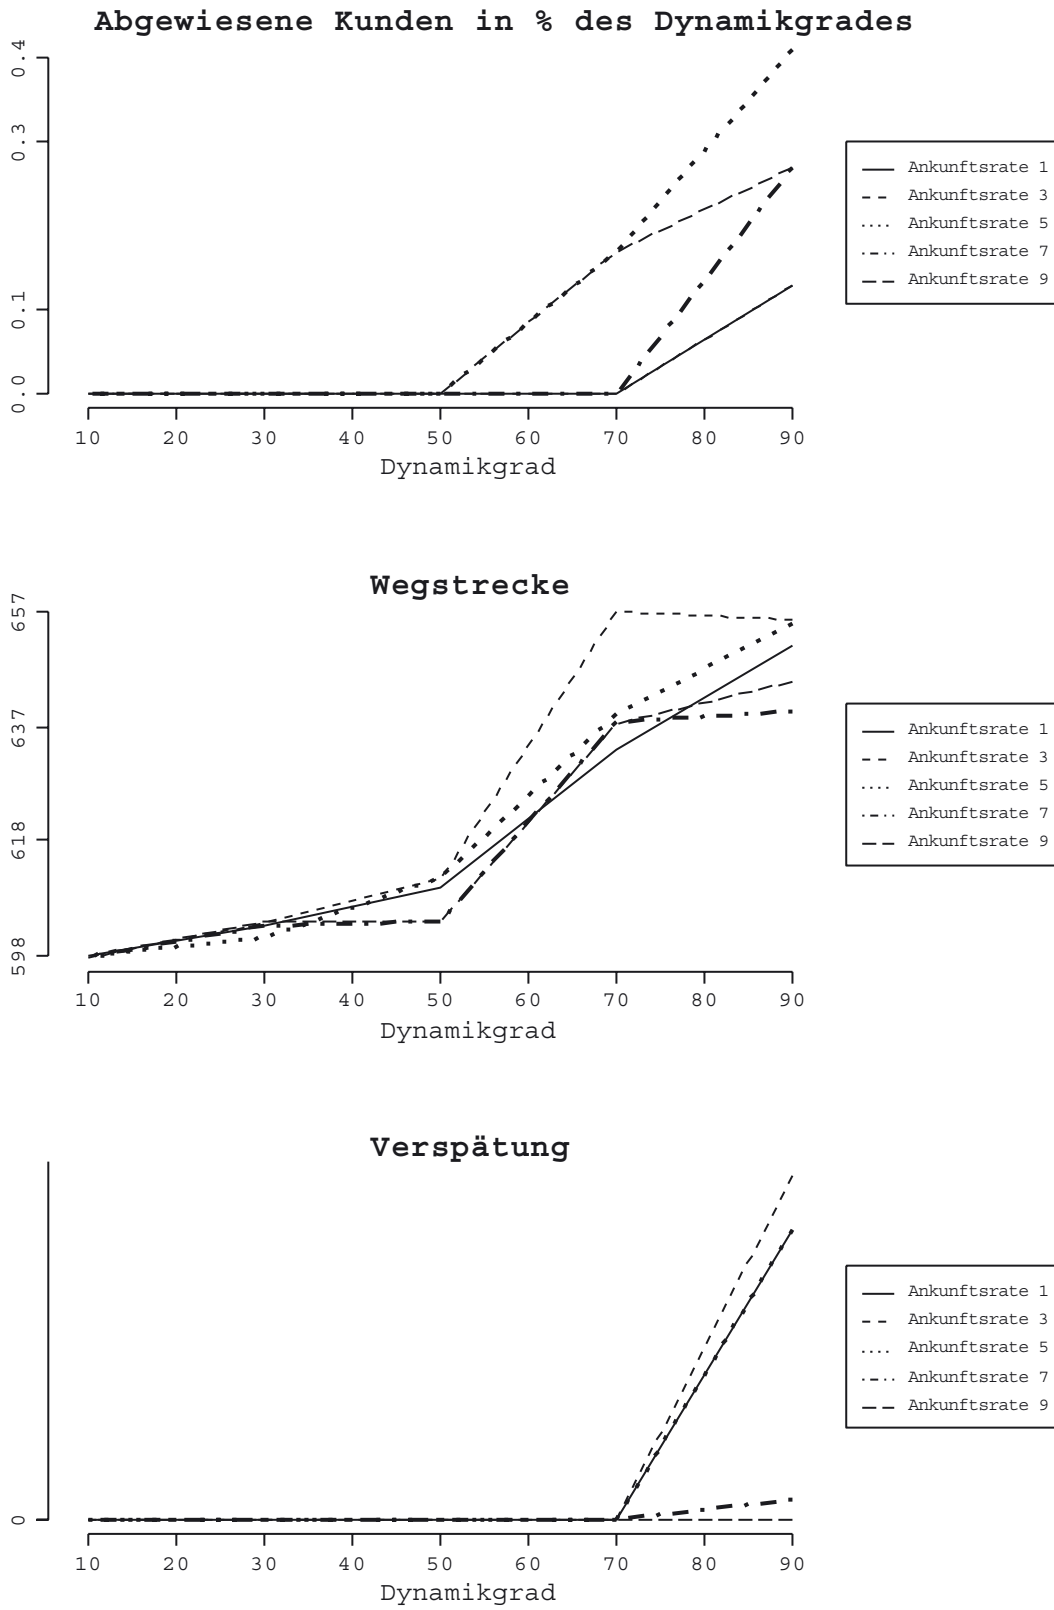 Abgewiesene Kunden in % des Dynamikgrades
0.4
0.3
0.1
0.0
10 20 30 40 50 60 70 80 90
Dynamikgrad
Ankunftsrate 1
Ankunftsrate 3
Ankunftsrate 5
Ankunftsrate 7
Ankunftsrate 9
Wegstrecke
657
637
618
598
10 20 30 40 50 60 70 80 90
Dynamikgrad
Ankunftsrate 1
Ankunftsrate 3
Ankunftsrate 5
Ankunftsrate 7
Ankunftsrate 9
Verspätung
0
10 20 30 40 50 60 70 80 90
Dynamikgrad
Ankunftsrate 1
Ankunftsrate 3
Ankunftsrate 5
Ankunftsrate 7
Ankunftsrate 9